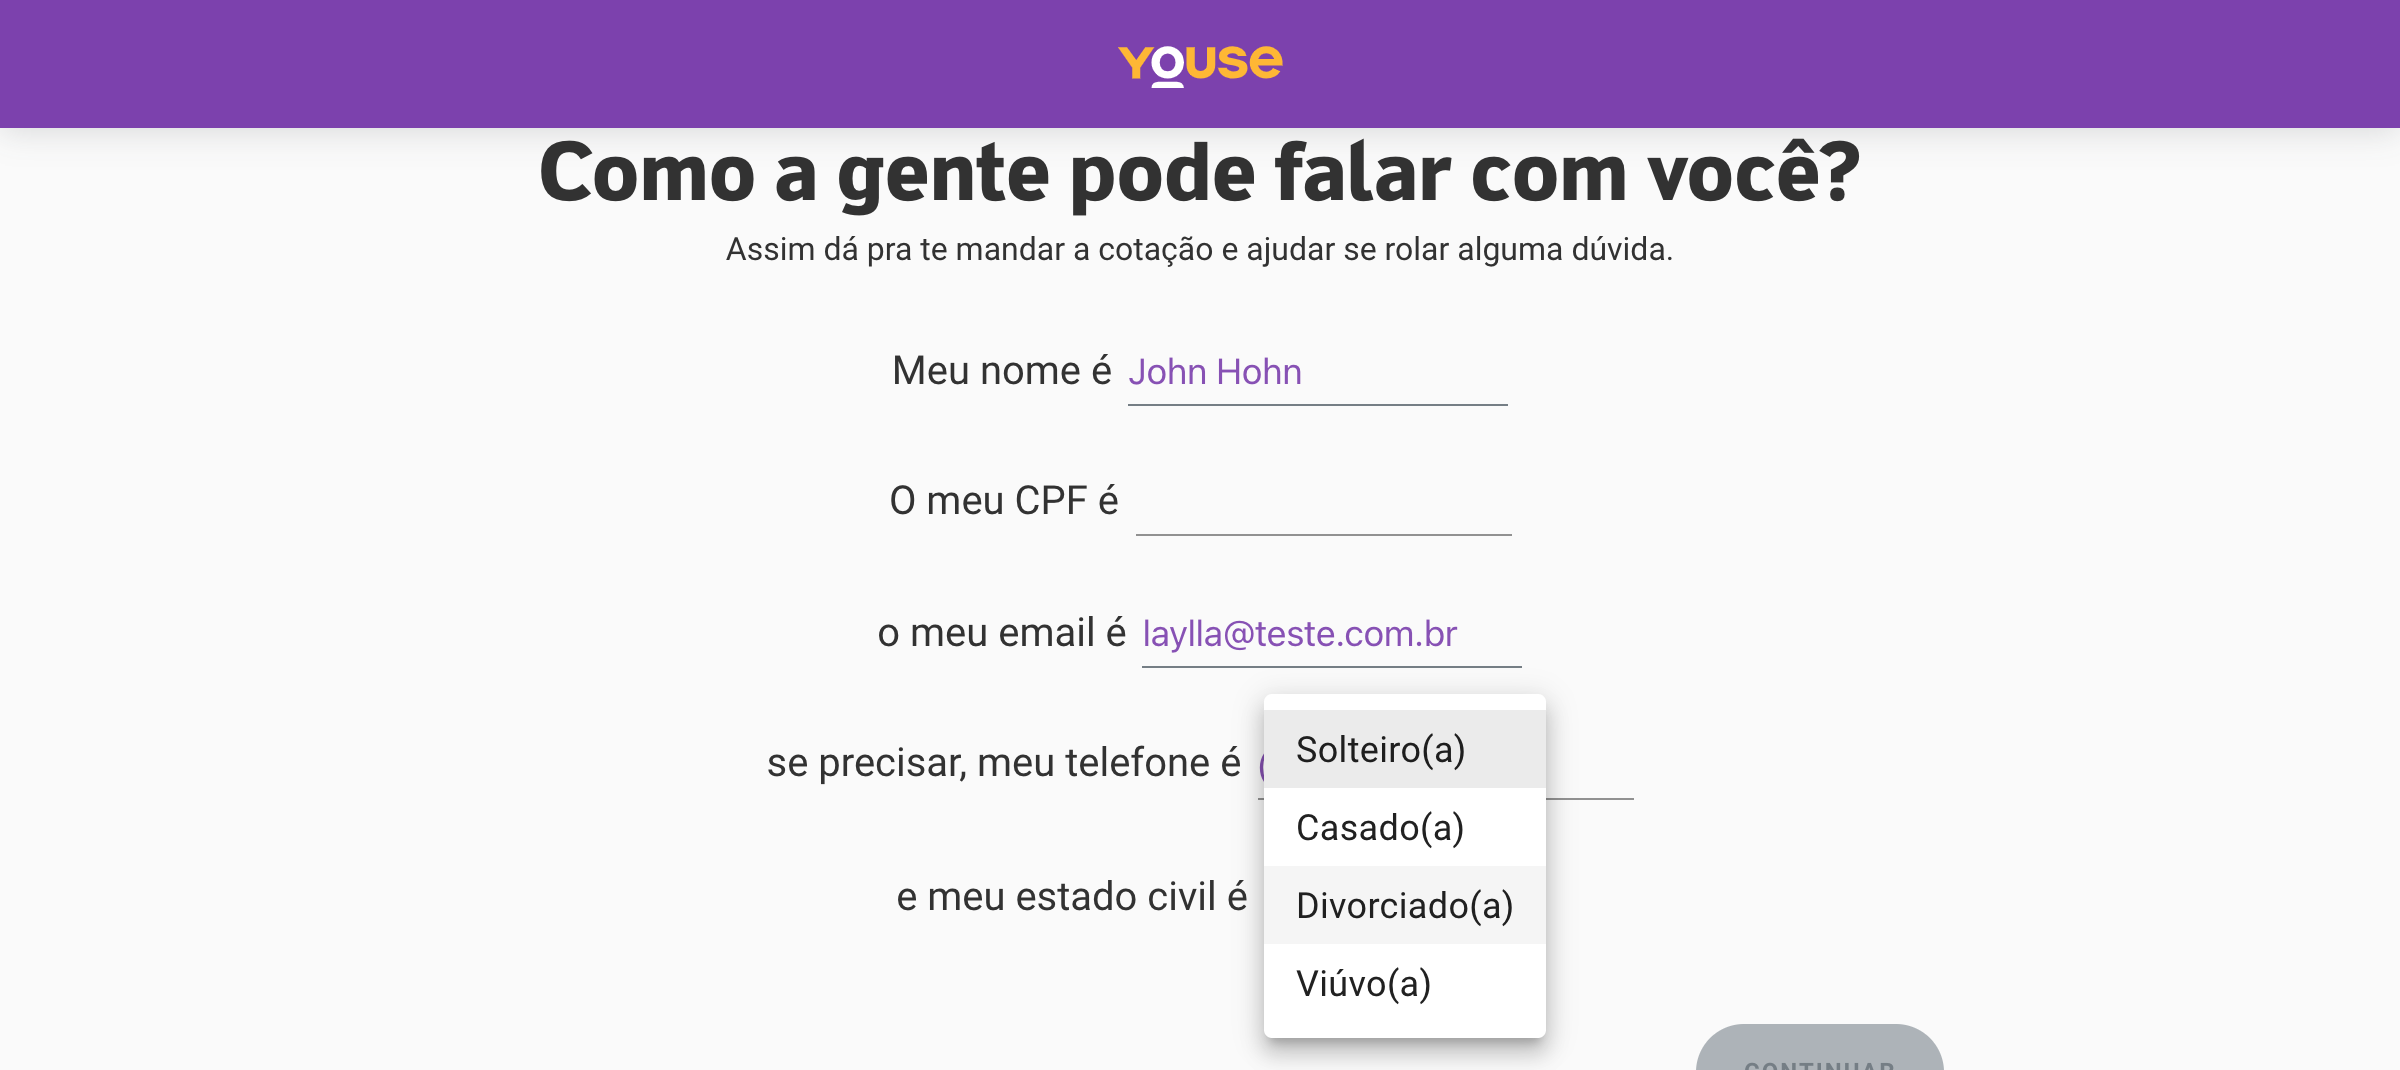 YOUSE
Como a gente pode falar com você?
Assim dá pra te mandar a cotação e ajudar se rolar alguma dúvida.
Meu nome é John Hohn
O meu CPF é
o meu email é laylla@teste.com.br
se precisar, meu telefone é (
e meu estado civil é
Solteiro(a)
Casado(a)
Divorciado(a)
Viúvo(a)
CONTINUAR